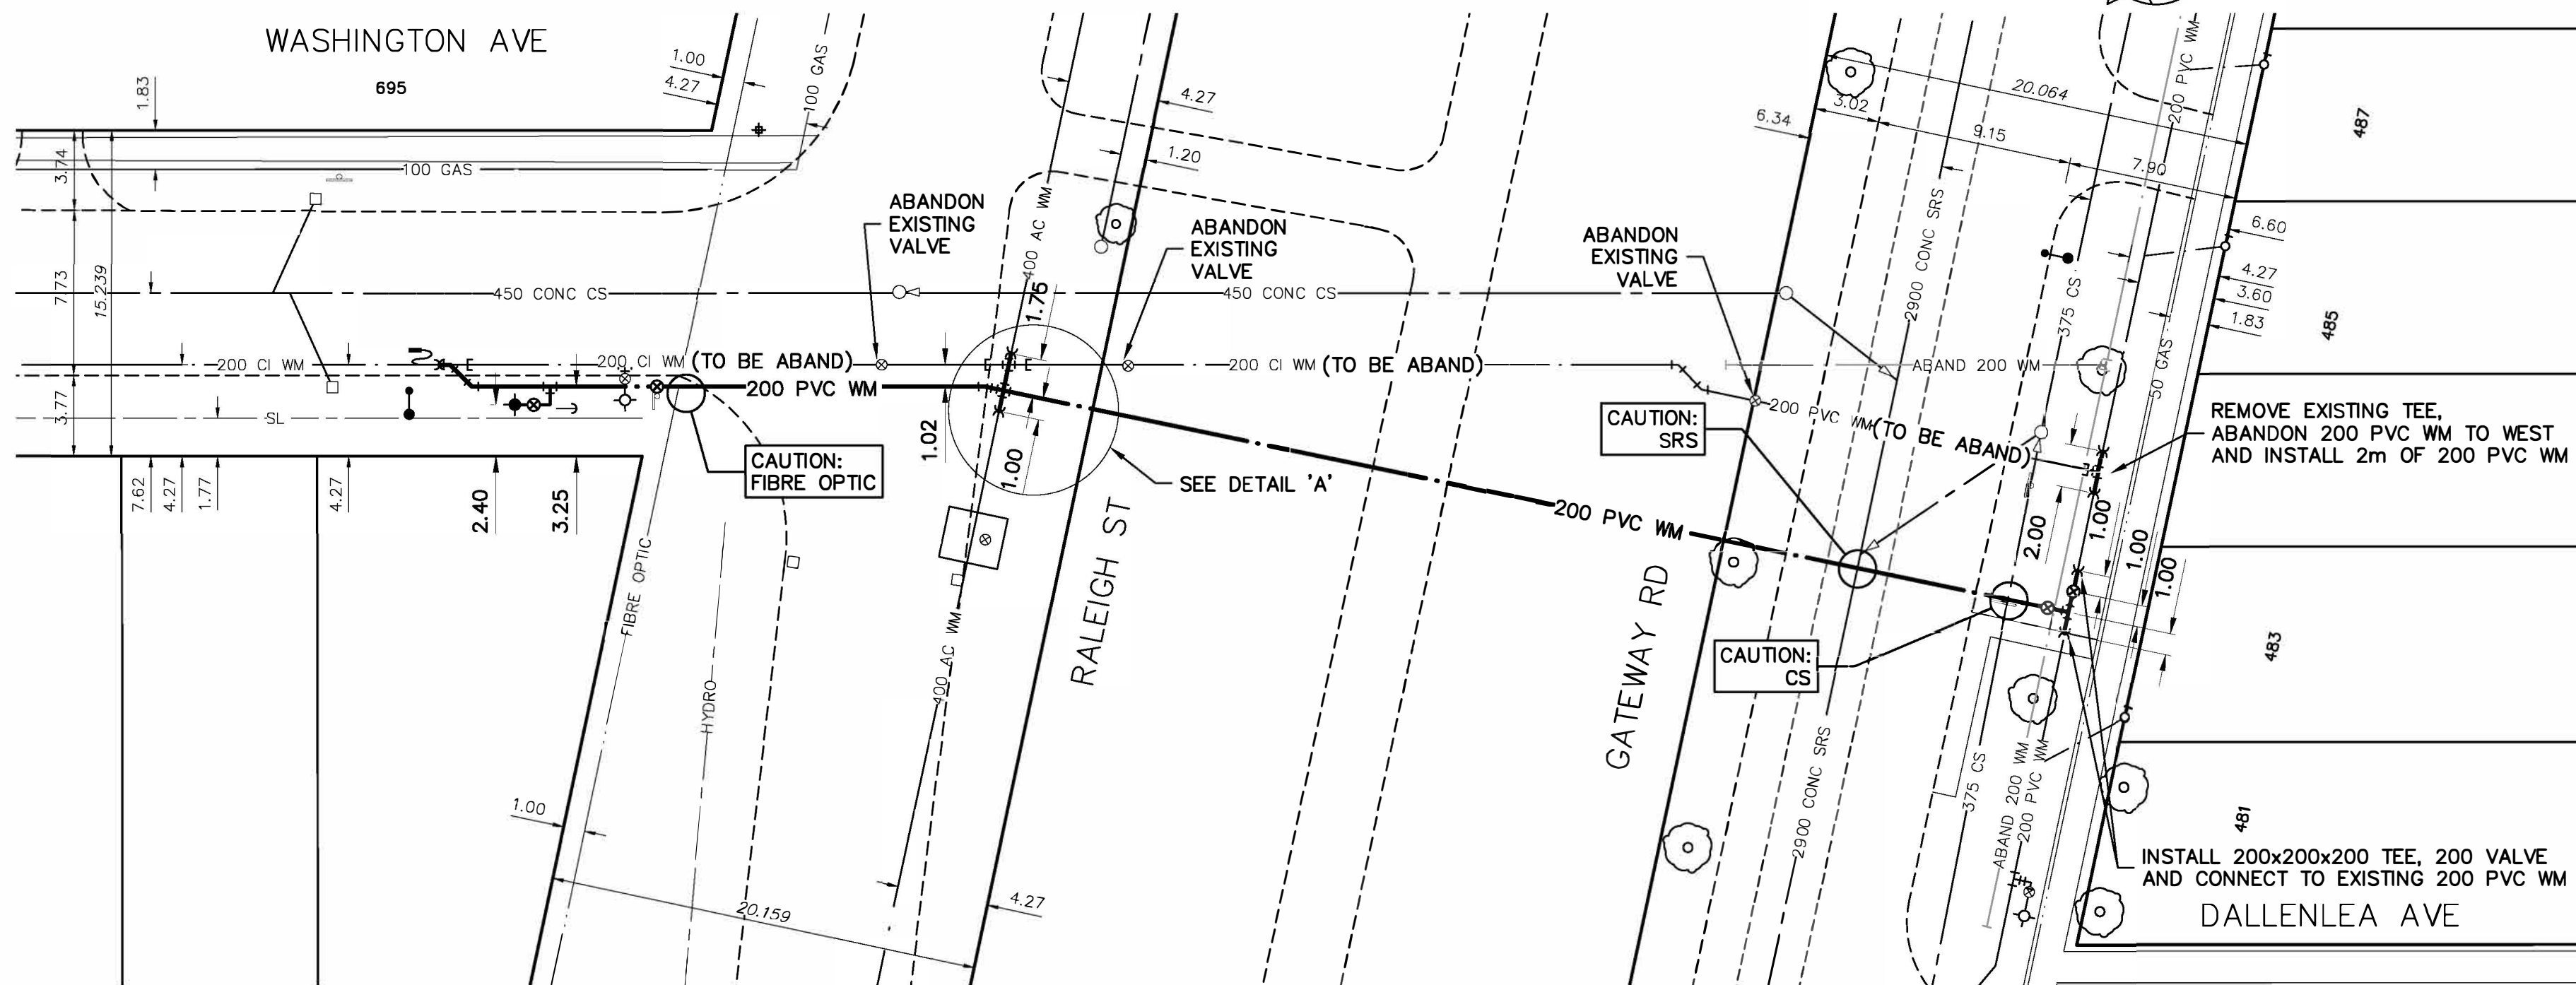 WASHINGTON AVE
695
1.83
1.00
4.27
100 GAS
3.74
100 GAS
7.73
15.239
3.77
450 CONC CS
200 CI WM
200 CI WM (TO BE ABAND)
200 PVC WM
SL
7.62
4.27
1.77
4.27
2.40
3.25
CAUTION:
FIBRE OPTIC
FIBRE OPTIC
HYDRO
1.00
20.159
4.27
ABANDON
EXISTING
VALVE
E
E
E
400 AC WM
1.75
1.02
1.00
4.27
1.20
ABANDON
EXISTING
VALVE
450 CONC CS
200 CI WM (TO BE ABAND)
SEE DETAIL 'A'
400 AC WM
RALEIGH ST
200 PVC WM
ABANDON
EXISTING
VALVE
6.34
3.02
20.064
9.15
7.90
200 PVC WM
2900 CONC SRS
375 CS
ABAND 200 WM
50 GAS
200 PVC WM (TO BE ABAND)
CAUTION:
SRS
CAUTION:
CS
GATEWAY RD
2900 CONC SRS
375 CS
ABAND 200 WM
200 PVC WM
2.00
1.00
1.00
1.00
6.60
4.27
3.60
1.83
487
485
483
481
REMOVE EXISTING TEE,
ABANDON 200 PVC WM TO WEST
AND INSTALL 2m OF 200 PVC WM
INSTALL 200x200x200 TEE, 200 VALVE
AND CONNECT TO EXISTING 200 PVC WM
DALLENLEA AVE